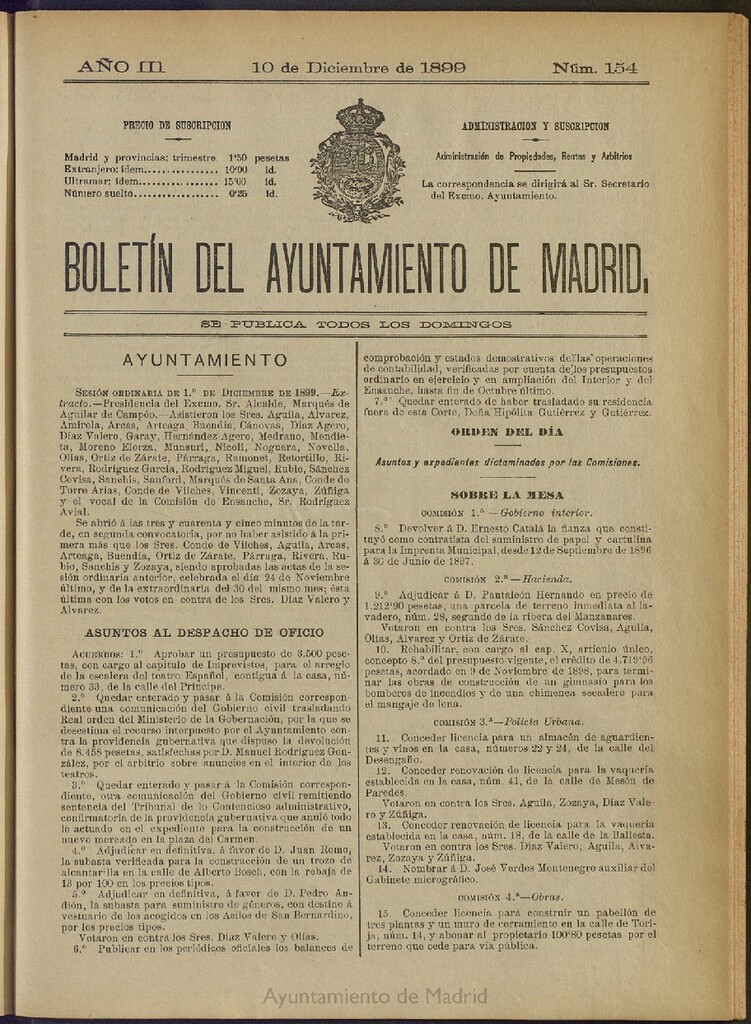 AÑO III 10 de Diciembre de 1899 Núm. 154
PRECIO DE SUSCRIPCION
Madrid y provincias: trimestre 1'50 pesetas
Extranjero: ídem............... 10'00 íd.
Ultramar: ídem................. 15'00 íd.
Número suelto.................. 0'25 íd.
ADMINISTRACION Y SUSCRIPCION
Administración de Propiedades, Rentas y Arbitrios
La correspondencia se dirigirá al Sr. Secretario
del Excmo. Ayuntamiento.
BOLETÍN DEL AYUNTAMIENTO DE MADRID.
SE PUBLICA TODOS LOS DOMINGOS
AYUNTAMIENTO
SESIÓN ORDINARIA DE 1.º DE DICIEMBRE DE 1899.—Ex-
tracto.—Presidencia del Excmo. Sr. Alcalde, Marqués de
Aguilar de Campóo.—Asistieron los Sres. Aguila, Alvarez,
Amirola, Arcas, Arteaga, Buendía, Cánovas, Díaz Agero,
Díaz Valero, Garay, Hernández Agero, Medrano, Mendie-
ta, Moreno Elorza, Munsuri, Nicoli, Noguera, Novella,
Olías, Ortiz de Zárate, Párraga, Ramonet, Retortillo, Ri-
vera, Rodríguez García, Rodríguez Miguel, Rubio, Sánchez
Covisa, Sanchis, Sanford, Marqués de Santa Ana, Conde de
Torre Arias, Conde de Vilches, Vincenti, Zozaya, Zúñiga
y el vocal de la Comisión de Ensanche, Sr. Rodríguez
Avial.
Se abrió á las tres y cuarenta y cinco minutos de la tar-
de, en segunda convocatoria, por no haber asistido á la
primera más que los Sres. Conde de Vilches, Aguila, Arcas,
Arteaga, Buendía, Ortiz de Zárate, Párraga, Rivera, Ru-
bio, Sanchis y Zozaya, siendo aprobadas las actas de la se-
sión ordinaria anterior, celebrada el día 24 de Noviembre
último, y de la extraordinaria del 30 del mismo mes; ésta
última con los votos en contra de los Sres. Díaz Valero y
Alvarez.
ASUNTOS AL DESPACHO DE OFICIO
ACUERDOS: 1.º Aprobar un presupuesto de 3.500 pese-
tas, con cargo al capítulo de Imprevistos, para el arreglo
de la escalera del teatro Español, contigua á la casa, nú-
mero 33, de la calle del Príncipe.
2.º Quedar enterado y pasar á la Comisión correspon-
diente una comunicación del Gobierno civil trasladando
Real orden del Ministerio de la Gobernación, por la que se
desestima el recurso interpuesto por el Ayuntamiento con-
tra la providencia gubernativa que dispuso la devolución
de 8.458 pesetas, satisfechas por D. Manuel Rodríguez Gon-
zález, por el arbitrio sobre anuncios en el interior de los
teatros.
3.º Quedar enterado y pasar á la Comisión correspon-
diente, otra comunicación del Gobierno civil remitiendo
sentencia del Tribunal de lo Contencioso administrativo,
confirmatoria de la providencia gubernativa que anuló todo
lo actuado en el expediente para la construcción de un
nuevo mercado en la plaza del Carmen.
4.º Adjudicar en definitiva, á favor de D. Juan Romo,
la subasta verificada para la construcción de un trozo de
alcantarilla en la calle de Alberto Bosch, con la rebaja de
13 por 100 en los precios tipos.
5.º Adjudicar en definitiva, á favor de D. Pedro An-
dión, la subasta para suministro de géneros, con destino á
vestuario de los acogidos en los Asilos de San Bernardino,
por los precios tipos.
Votaron en contra los Sres. Díaz Valero y Olías.
6.º Publicar en los periódicos oficiales los balances de
comprobación y estados demostrativos de las operaciones
de contabilidad, verificadas por cuenta de los presupuestos
ordinario en ejercicio y en ampliación del Interior y del
Ensanche, hasta fin de Octubre último.
7.º Quedar enterado de haber trasladado su residencia
fuera de esta Corte, Doña Hipólita Gutiérrez y Gutiérrez.
ORDEN DEL DÍA
Asuntos y expedientes dictaminados por las Comisiones.
SOBRE LA MESA
COMISIÓN 1.ª—Gobierno interior.
8.º Devolver á D. Ernesto Catalá la fianza que consti-
tuyó como contratista del suministro de papel y cartulina
para la Imprenta Municipal, desde 12 de Septiembre de 1896
á 30 de Junio de 1897.
COMISIÓN 2.ª—Hacienda.
9.º Adjudicar á D. Pantaleón Hernando en precio de
1.212'90 pesetas, una parcela de terreno inmediata al la-
vadero, núm. 28, segundo de la ribera del Manzanares.
Votaron en contra los Sres. Sánchez Covisa, Aguila,
Olías, Alvarez y Ortiz de Zárate.
10. Rehabilitar, con cargo al cap. X, artículo único,
concepto 8.º del presupuesto vigente, el crédito de 4.719'96
pesetas, acordado en 9 de Noviembre de 1898, para termi-
nar las obras de construcción de un gimnasio para los
bomberos de incendios y de una chimenea secadero para
el mangaje de lona.
COMISIÓN 3.ª—Policía Urbana.
11. Conceder licencia para un almacén de aguardien-
tes y vinos en la casa, números 22 y 24, de la calle del
Desengaño.
12. Conceder renovación de licencia para la vaquería
establecida en la casa, núm. 41, de la calle de Mesón de
Paredes.
Votaron en contra los Sres. Aguila, Zozaya, Díaz Vale-
ro y Zúñiga.
13. Conceder renovación de licencia para la vaquería
establecida en la casa, núm. 18, de la calle de la Ballesta.
Votaron en contra los Sres. Díaz Valero, Aguila, Alva-
rez, Zozaya y Zúñiga.
14. Nombrar á D. José Verdes Montenegro auxiliar del
Gabinete micrográfico.
COMISIÓN 4.ª—Obras.
15. Conceder licencia para construir un pabellón de
tres plantas y un muro de cerramiento en la calle de Tori-
ja, núm. 14, y abonar al propietario 100'80 pesetas por el
terreno que cede para vía pública.
Ayuntamiento de Madrid